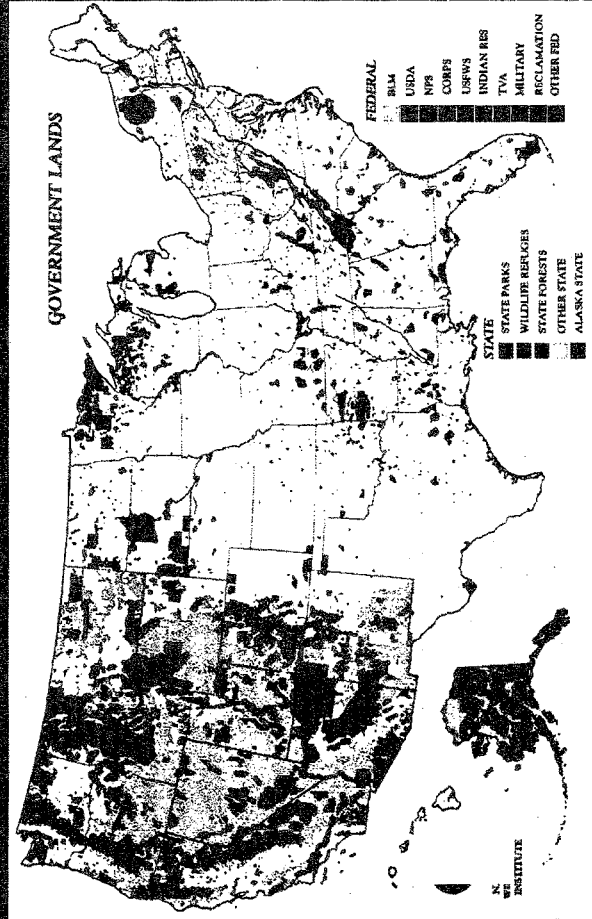 GOVERNMENT LANDS
FEDERAL
BLM
USDA
NPS
CORPS
USFWS
INDIAN RES
TVA
MILITARY
RECLAMATION
OTHER FED
STATE
STATE PARKS
WILDLIFE REFUGES
STATE FORESTS
OTHER STATE
ALASKA STATE
N.
WE
INSTITUTE